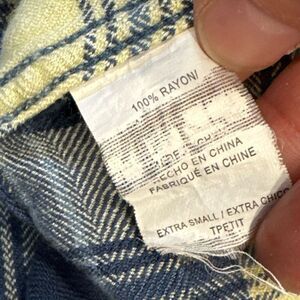 100% RAYON/
HECHO EN CHINA
FABRIQUÉ EN CHINE
EXTRA SMALL / EXTRA CHICO
TPETIT